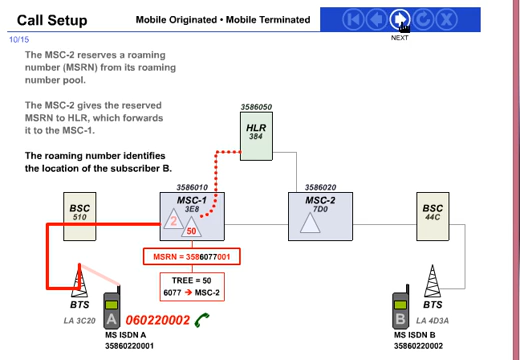 Call Setup
Mobile Originated • Mobile Terminated
NEXT
10/15
The MSC-2 reserves a roaming
number (MSRN) from its roaming
number pool.
The MSC-2 gives the reserved
MSRN to HLR, which forwards
it to the MSC-1.
The roaming number identifies
the location of the subscriber B.
3586050
HLR
384
3586010
3586020
BSC
510
MSC-1
3E8
2
50
MSC-2
7D0
BSC
44C
MSRN = 3586077001
TREE = 50
6077 ➔ MSC-2
BTS
LA 3C20
A
060220002
MS ISDN A
35860220001
BTS
B
LA 4D3A
MS ISDN B
35860220002